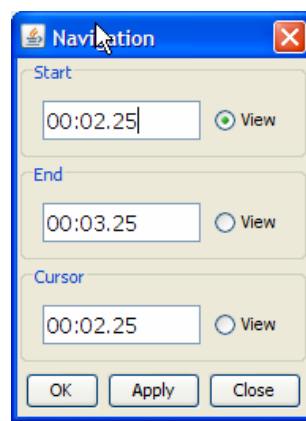 Navigation
Start
00:02.25 View
End
00:03.25 View
Cursor
00:02.25 View
OK Apply Close